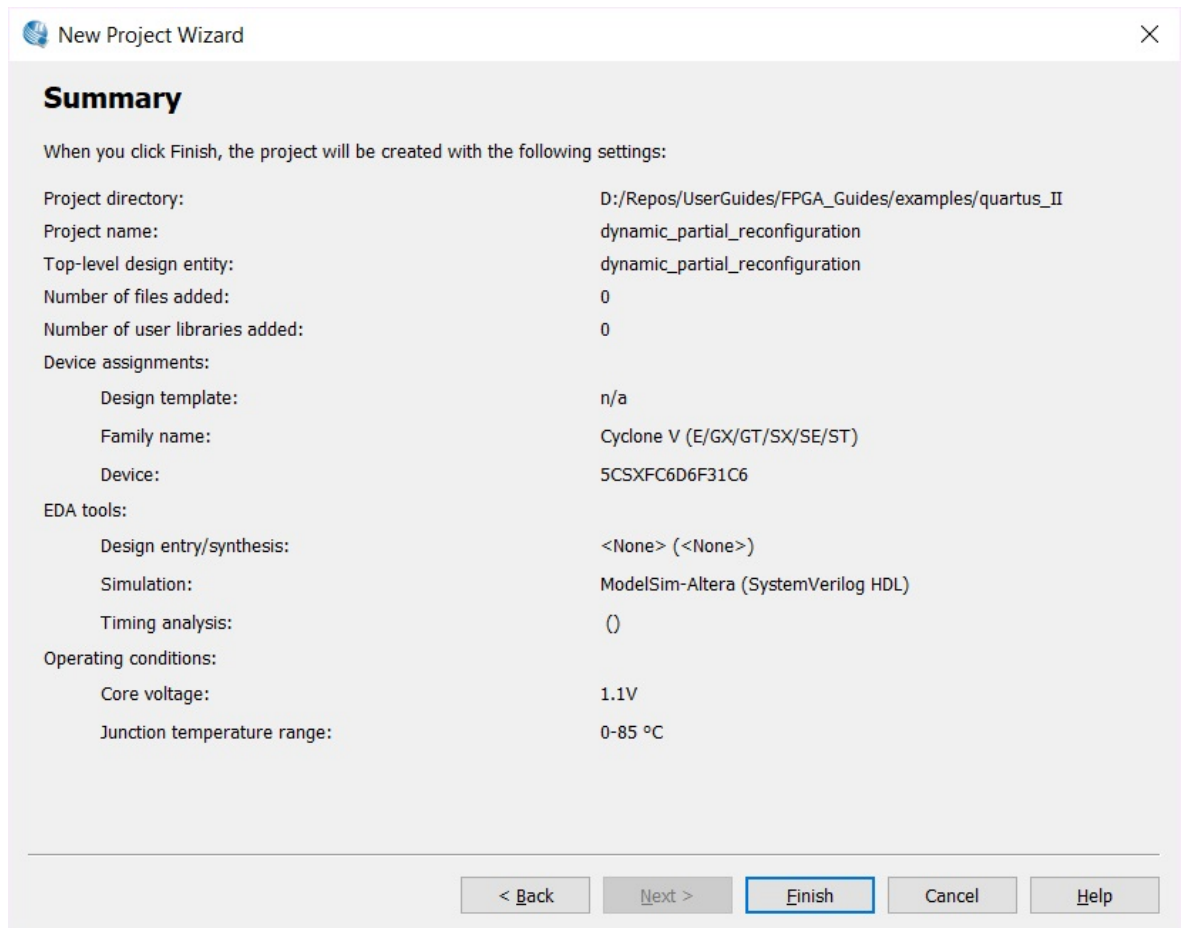 New Project Wizard
Summary
When you click Finish, the project will be created with the following settings:
Project directory: D:/Repos/UserGuides/FPGA_Guides/examples/quartus_II
Project name: dynamic_partial_reconfiguration
Top-level design entity: dynamic_partial_reconfiguration
Number of files added: 0
Number of user libraries added: 0
Device assignments:
Design template: n/a
Family name: Cyclone V (E/GX/GT/SX/SE/ST)
Device: 5CSXFC6D6F31C6
EDA tools:
Design entry/synthesis: <None> (<None>)
Simulation: ModelSim-Altera (SystemVerilog HDL)
Timing analysis: ()
Operating conditions:
Core voltage: 1.1V
Junction temperature range: 0-85 ºC
< Back Next > Finish Cancel Help